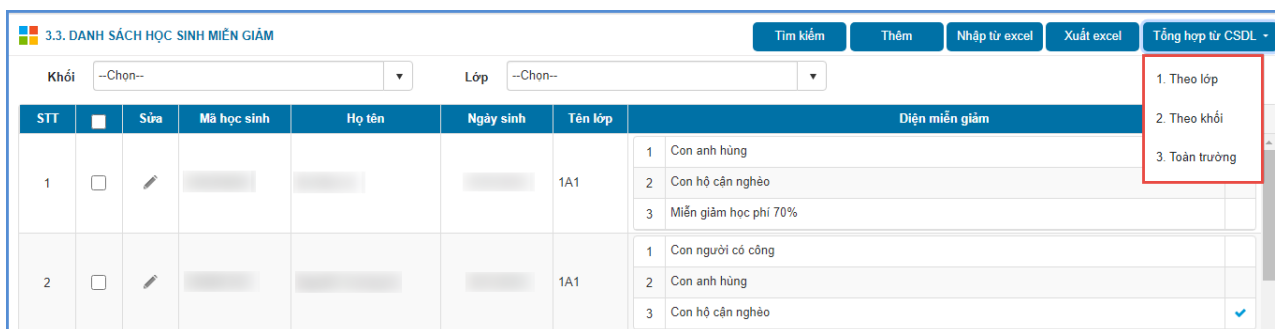 3.3. DANH SÁCH HỌC SINH MIỄN GIẢM
Tìm kiếm Thêm Nhập từ excel Xuất excel Tổng hợp từ CSDL
Khối --Chọn-- Lớp --Chọn--
1. Theo lớp
2. Theo khối
3. Toàn trường
STT Sửa Mã học sinh Họ tên Ngày sinh Tên lớp Diện miễn giảm
1 1A1
1 Con anh hùng
2 Con hộ cận nghèo
3 Miễn giảm học phí 70%
2 1A1
1 Con người có công
2 Con anh hùng
3 Con hộ cận nghèo